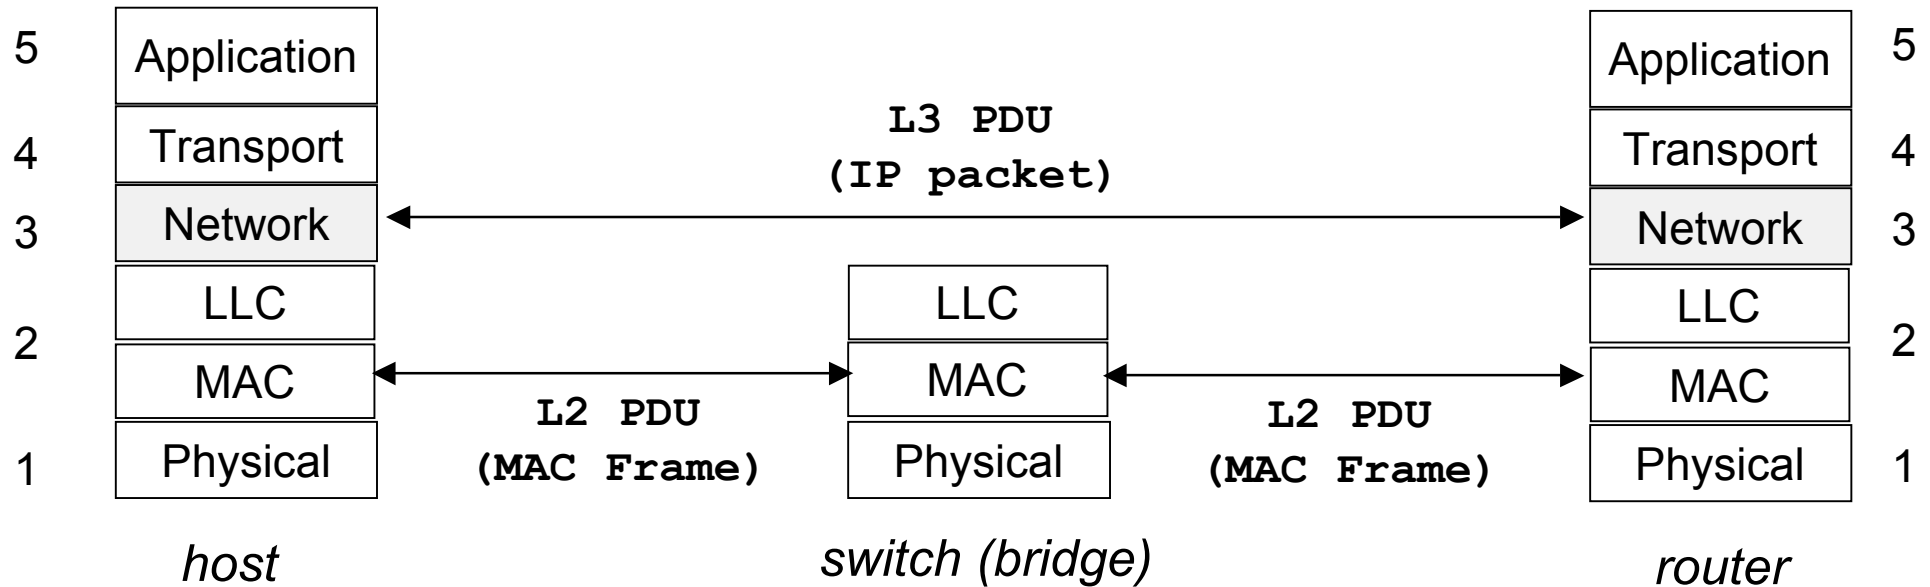 5
Application
Application
5
L3 PDU
(IP packet)
4
Transport
Transport
4
3
Network
Network
3
LLC
LLC
LLC
2
2
MAC
MAC
MAC
L2 PDU
(MAC Frame)
L2 PDU
(MAC Frame)
1
Physical
Physical
Physical
1
host
switch (bridge)
router